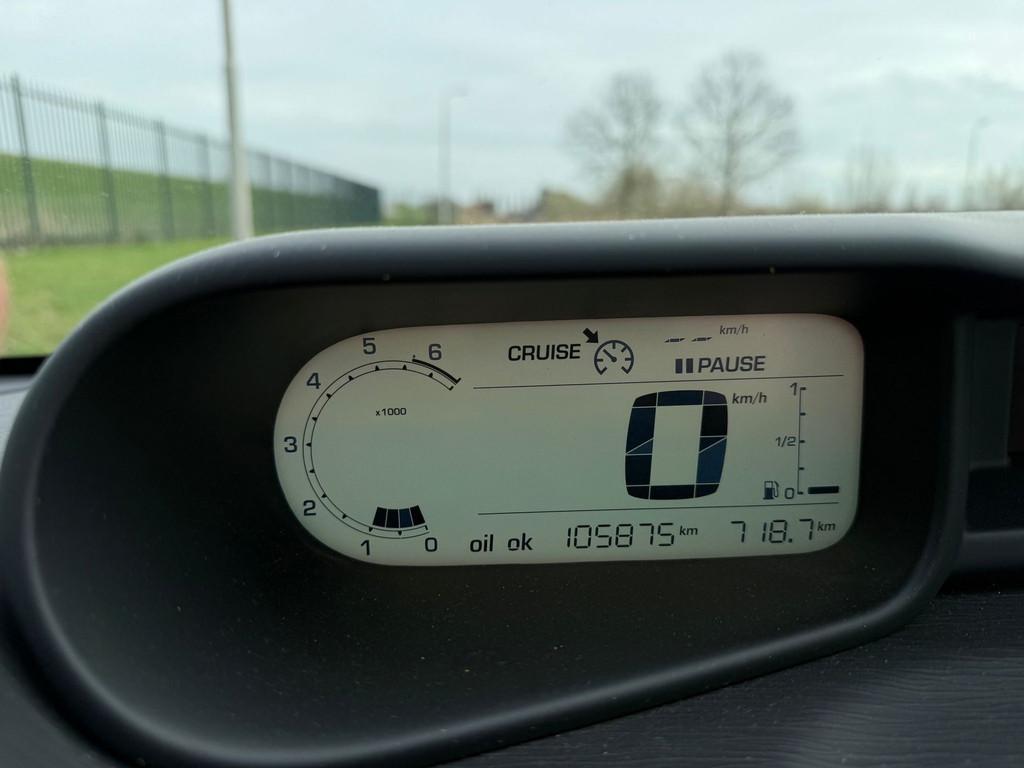 CRUISE
-- km/h
PAUSE
5 6
4
x1000
3
2
1 0
0 km/h
1
1/2
0
oil ok 105875 km 718.7 km